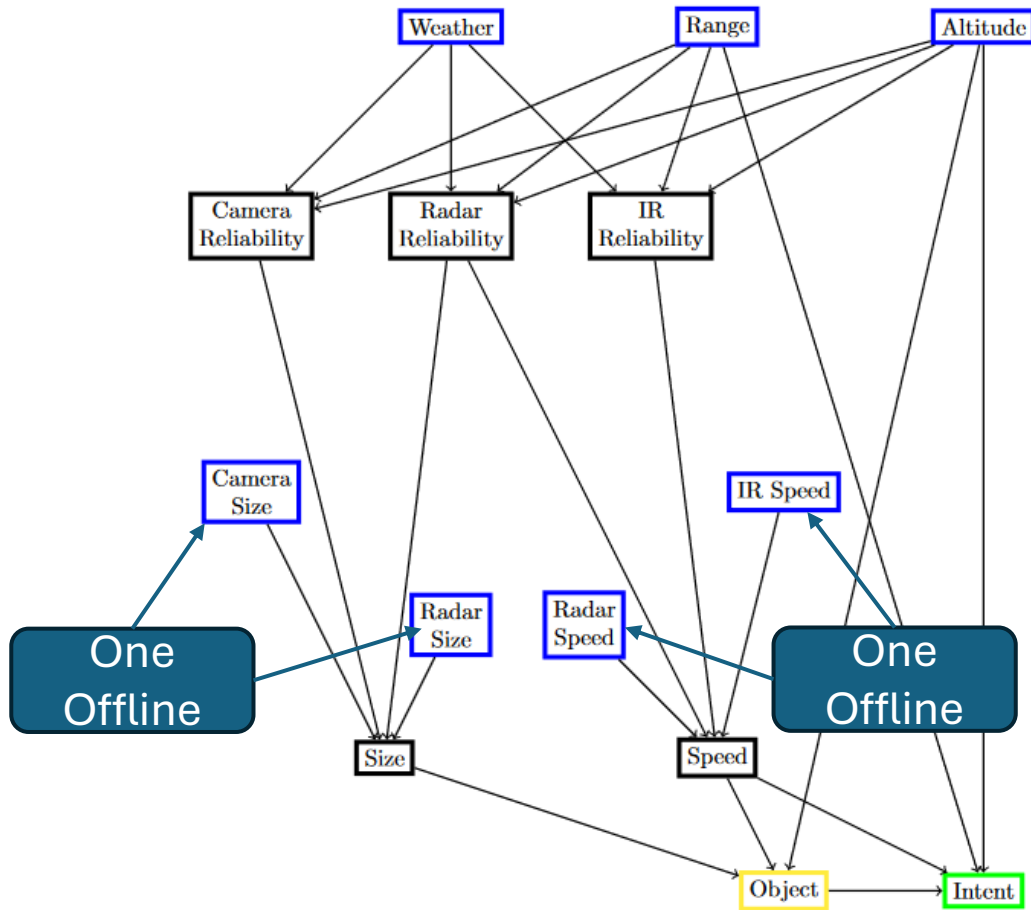 Weather
Range
Altitude
Camera
Reliability
Radar
Reliability
IR
Reliability
Camera
Size
IR Speed
Radar
Size
Radar
Speed
One
Offline
One
Offline
Size
Speed
Object
Intent